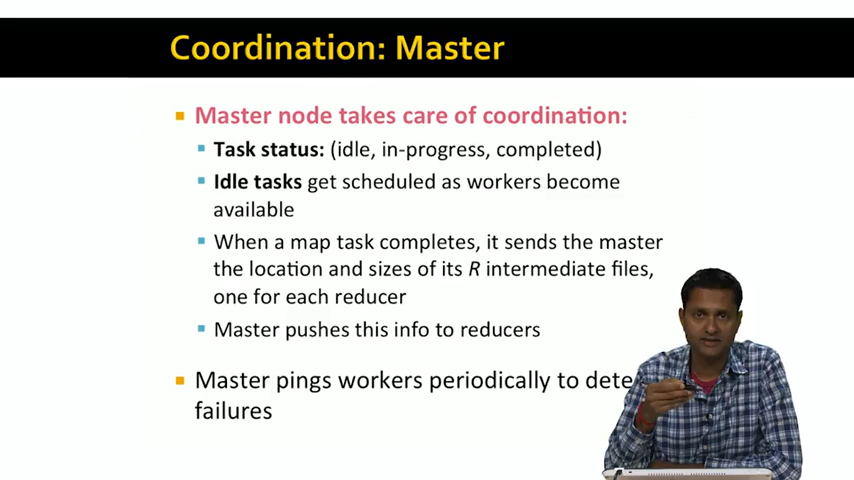 Coordination: Master
Master node takes care of coordination:
Task status: (idle, in-progress, completed)
Idle tasks get scheduled as workers become
available
When a map task completes, it sends the master
the location and sizes of its R intermediate files,
one for each reducer
Master pushes this info to reducers
Master pings workers periodically to dete
failures